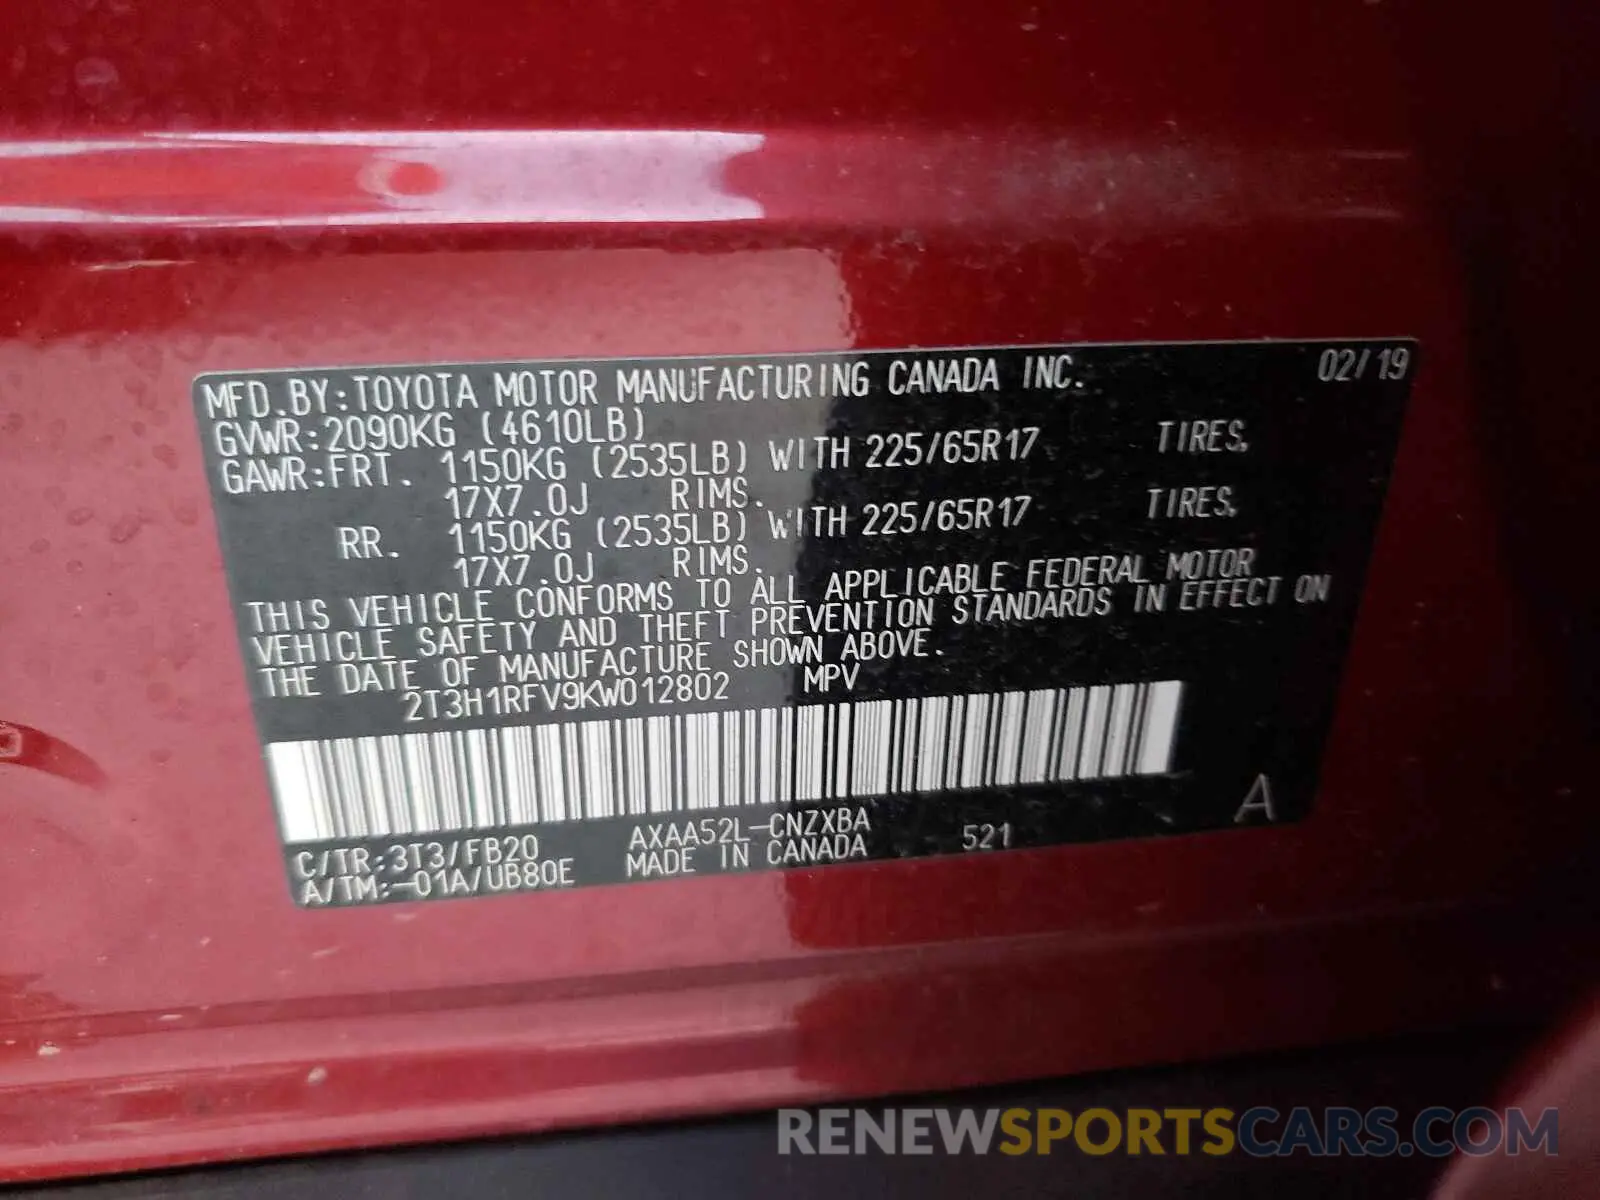 MFD.BY:TOYOTA MOTOR MANUFACTURING CANADA INC. 02/19
GVWR:2090KG (4610LB)
GAWR:FRT. 1150KG (2535LB) WITH 225/65R17 TIRES,
17X7.0J RIMS.
RR. 1150KG (2535LB) WITH 225/65R17 TIRES,
17X7.0J RIMS.
THIS VEHICLE CONFORMS TO ALL APPLICABLE FEDERAL MOTOR
VEHICLE SAFETY AND THEFT PREVENTION STANDARDS IN EFFECT ON
THE DATE OF MANUFACTURE SHOWN ABOVE.
2T3H1RFV9KW012802 MPV
A
C/TR:3T3/FB20 AXAA52L-CNZXBA 521
A/TM:-01A/UB80E MADE IN CANADA
RENEWSPORTSCARS.COM